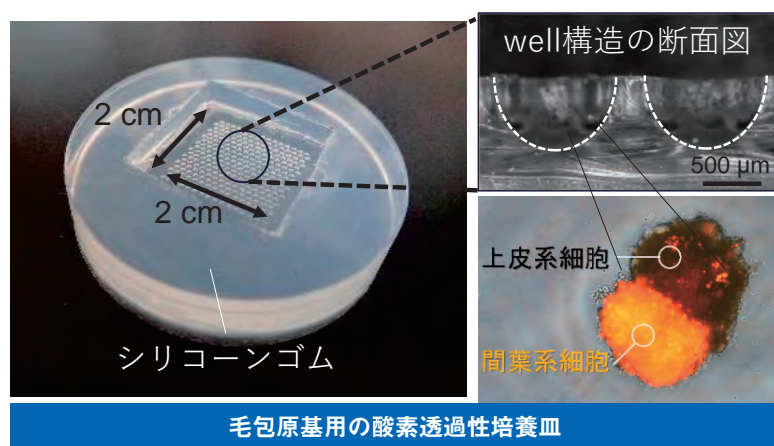 well構造の断面図
2 cm
2 cm
500 µm
上皮系細胞
間葉系細胞
シリコーンゴム
毛包原基用の酸素透過性培養皿